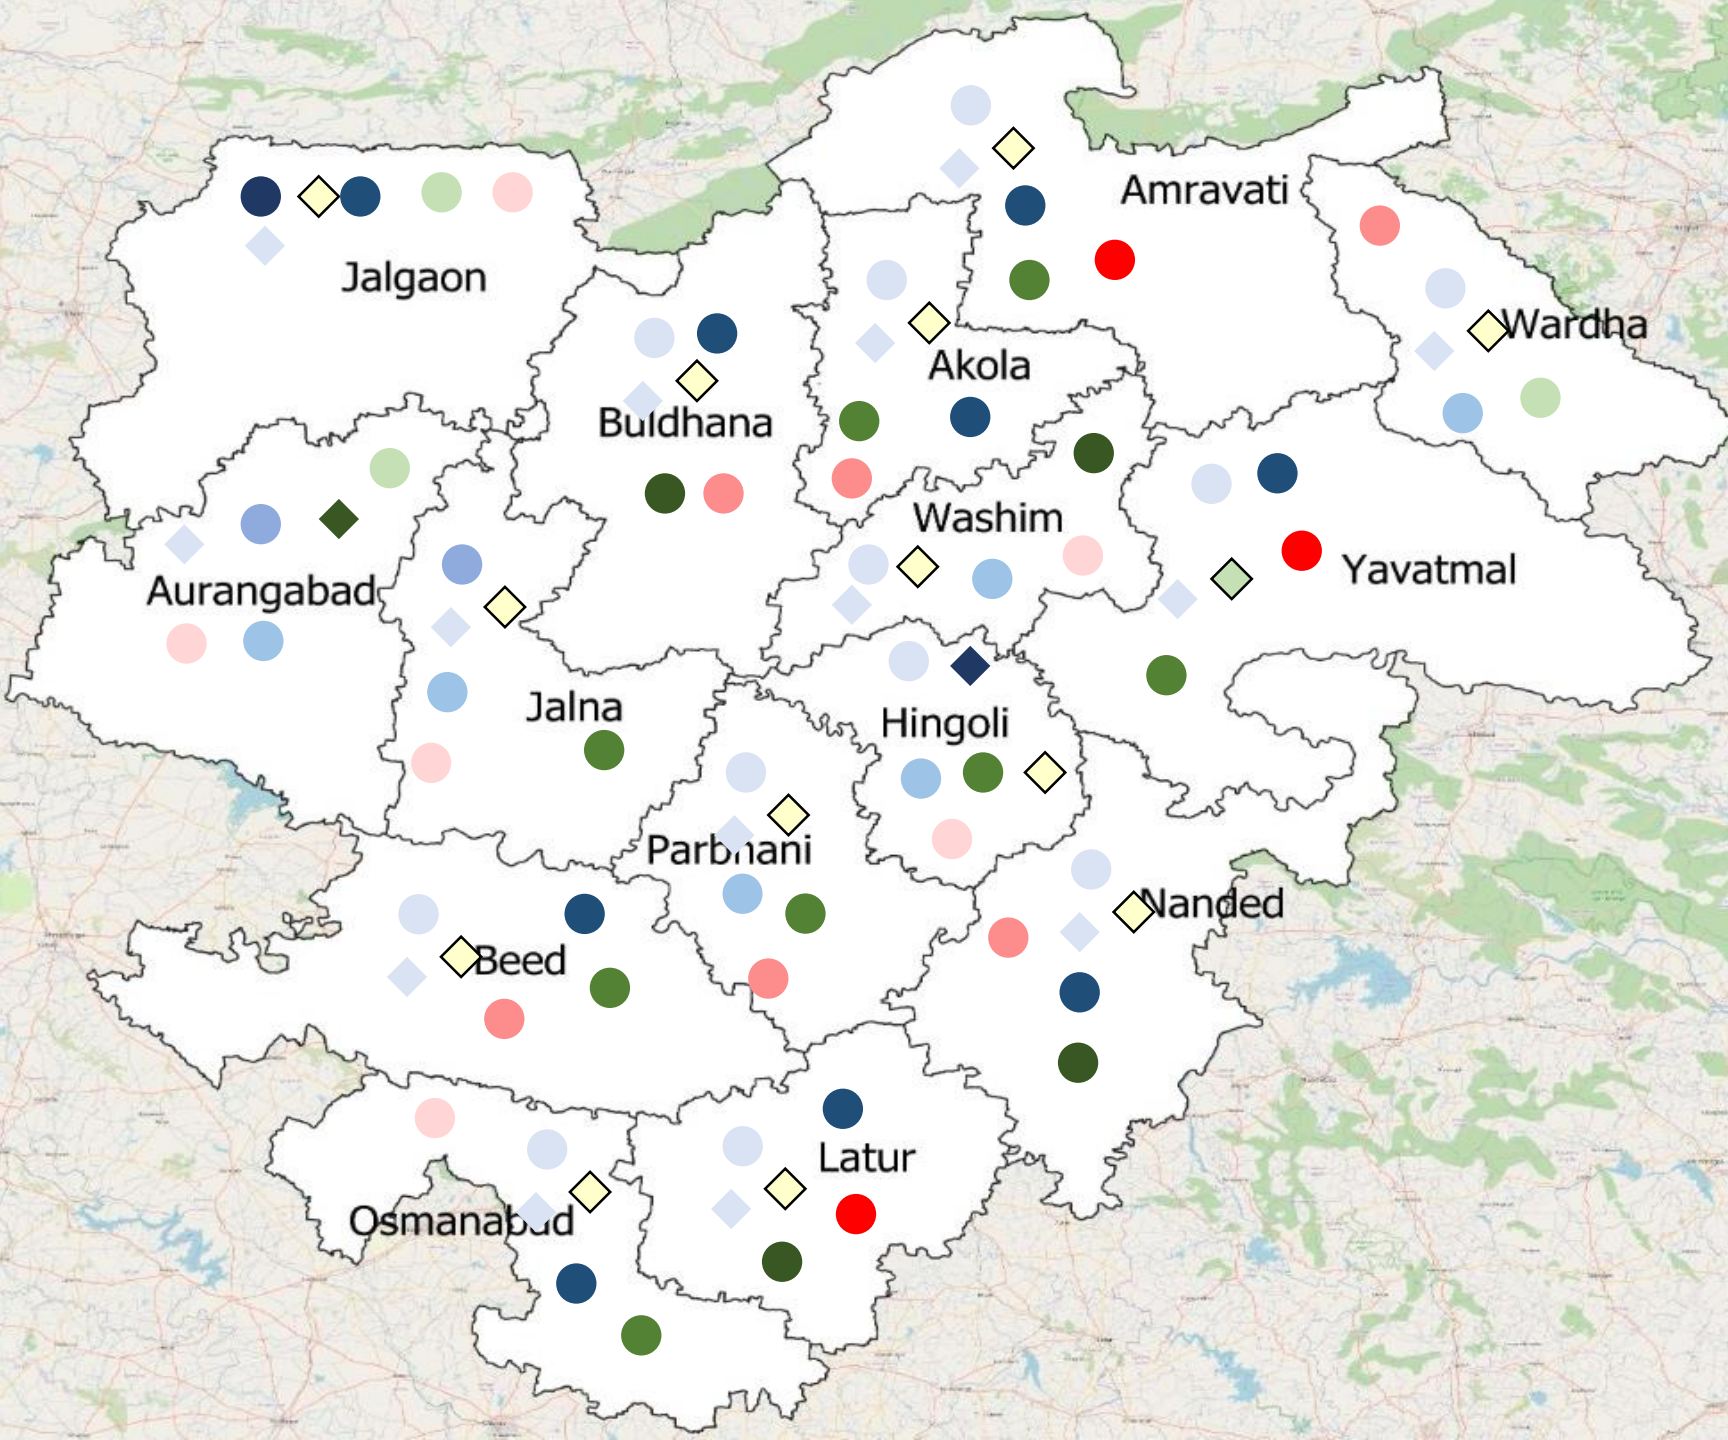 Amravati
Jalgaon
Wardha
Akola
Buldhana
Washim
Yavatmal
Aurangabad
Jalna
Hingoli
Parbhani
Nanded
Beed
Latur
Osmanabad